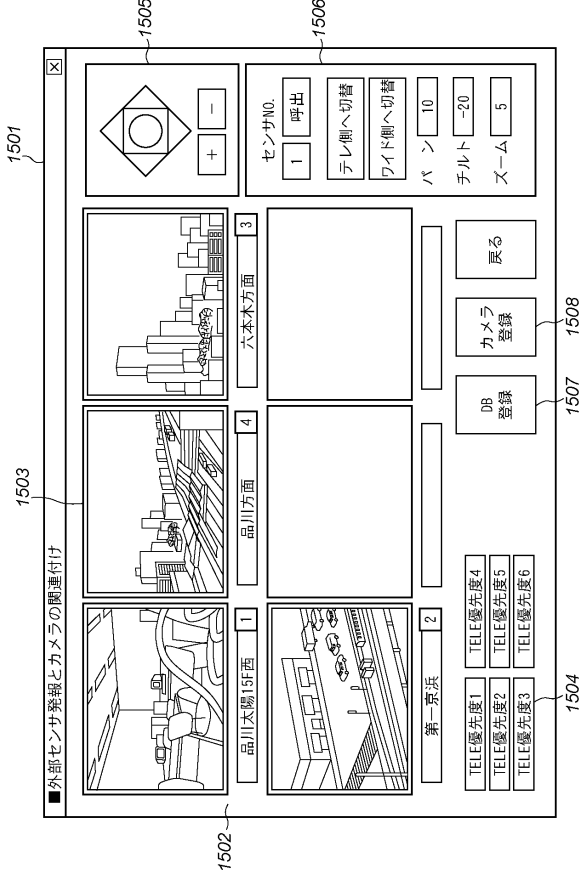 1501
■外部センサ発報とカメラの関連付け
×
1502
1503
1505
品川太陽15F西
1
品川方面
4
六本木方面
3
+
-
1506
第一京浜
2
センサNO.
1
呼出
テレ側へ切替
ワイド側へ切替
パン
10
チルト
-20
ズーム
5
TELE優先度1
TELE優先度4
TELE優先度2
TELE優先度5
TELE優先度3
TELE優先度6
1504
DB
登録
カメラ
登録
戻る
1507
1508